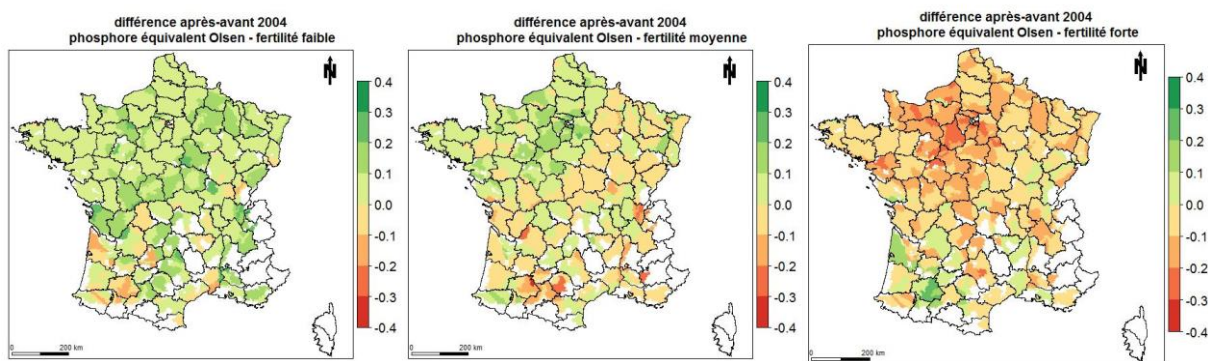 différence après-avant 2004
phosphore équivalent Olsen - fertilité faible
N
0.4
0.3
0.2
0.1
0.0
-0.1
-0.2
-0.3
-0.4
0 200 km
différence après-avant 2004
phosphore équivalent Olsen - fertilité moyenne
N
0.4
0.3
0.2
0.1
0.0
-0.1
-0.2
-0.3
-0.4
0 200 km
différence après-avant 2004
phosphore équivalent Olsen - fertilité forte
N
0.4
0.3
0.2
0.1
0.0
-0.1
-0.2
-0.3
-0.4
0 200 km